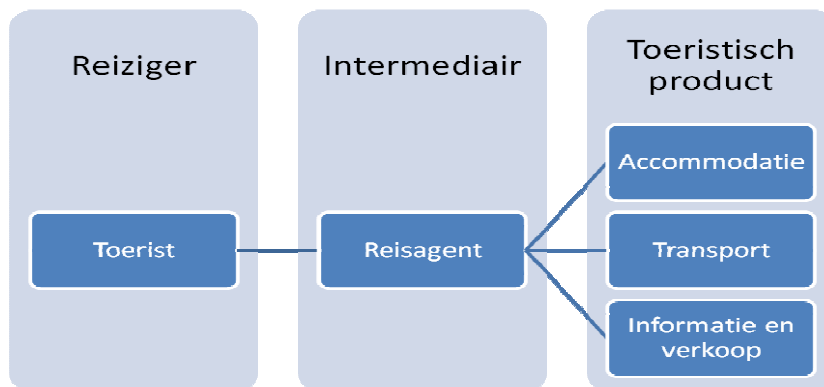 Reiziger
Intermediair
Toeristisch
product
Toerist
Reisagent
Accommodatie
Transport
Informatie en
verkoop